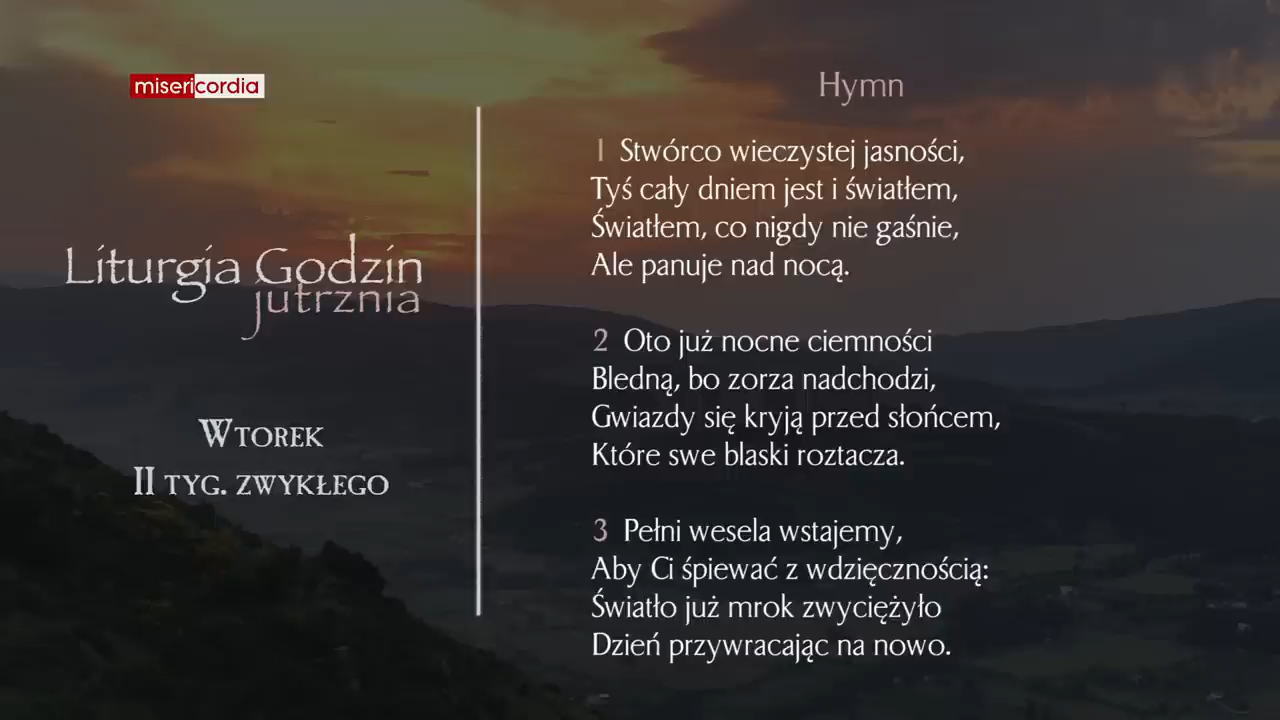 misericordia
Liturgia Godzin
jutrznia
Wtorek
II tyg. zwykłego
Hymn
1 Stwórco wieczystej jasności,
Tyś cały dniem jest i światłem,
Światłem, co nigdy nie gaśnie,
Ale panuje nad nocą.
2 Oto już nocne ciemności
Bledną, bo zorza nadchodzi,
Gwiazdy się kryją przed słońcem,
Które swe blaski roztacza.
3 Pełni wesela wstajemy,
Aby Ci śpiewać z wdzięcznością:
Światło już mrok zwyciężyło
Dzień przywracając na nowo.